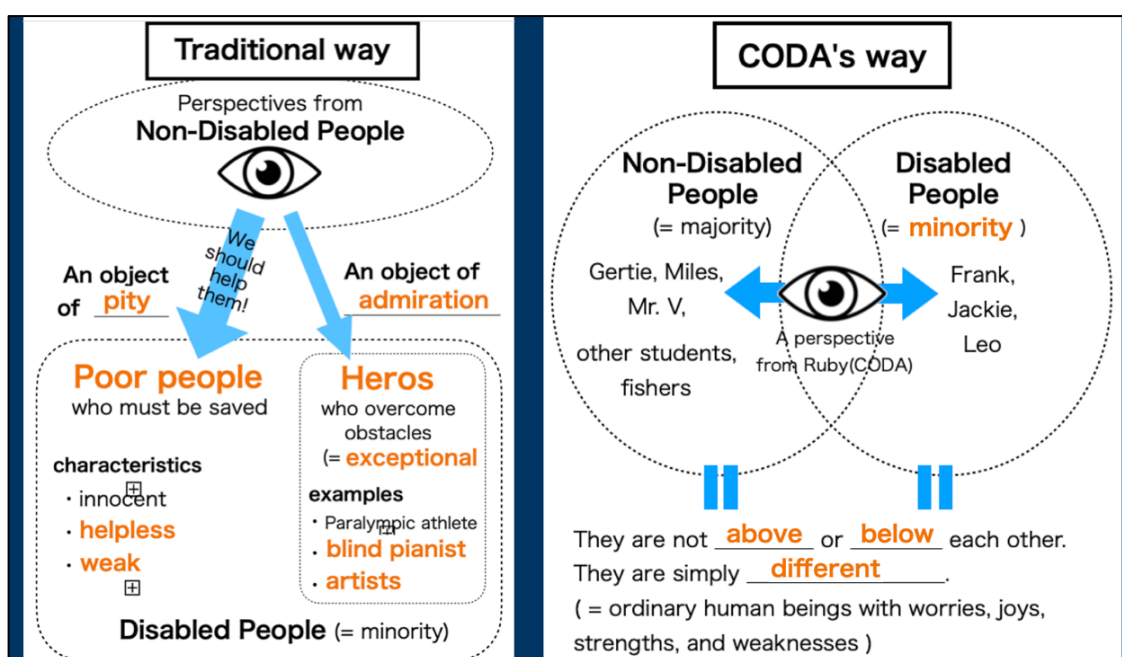 Traditional way
Perspectives from
Non-Disabled People
We
should
help
them!
An object
of pity
An object of
admiration
Poor people
who must be saved
characteristics
・innocent
・helpless
・weak
Heros
who overcome
obstacles
(= exceptional
examples
・Paralympic athlete
・blind pianist
・artists
Disabled People (= minority)
CODA's way
Non-Disabled
People
(= majority)
Gertie, Miles,
Mr. V,
other students,
fishers
Disabled
People
(= minority )
Frank,
Jackie,
Leo
A perspective
from Ruby(CODA)
They are not above or below each other.
They are simply different.
( = ordinary human beings with worries, joys,
strengths, and weaknesses )